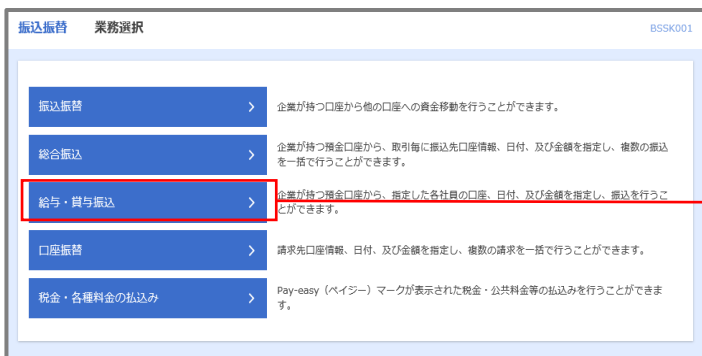 振込振替 業務選択 BSSK001
振込振替 企業が持つ口座から他の口座への資金移動を行うことができます。
総合振込 企業が持つ預金口座から、取引毎に振込先口座情報、日付、及び金額を指定し、複数の振込
を一括で行うことができます。
給与・賞与振込 企業が持つ預金口座から、指定した各社員の口座、日付、及び金額を指定し、振込を行うこ
とができます。
口座振替 請求先口座情報、日付、及び金額を指定し、複数の請求を一括で行うことができます。
税金・各種料金の払込み Pay-easy（ペイジー）マークが表示された税金・公共料金等の払込みを行うことができま
す。